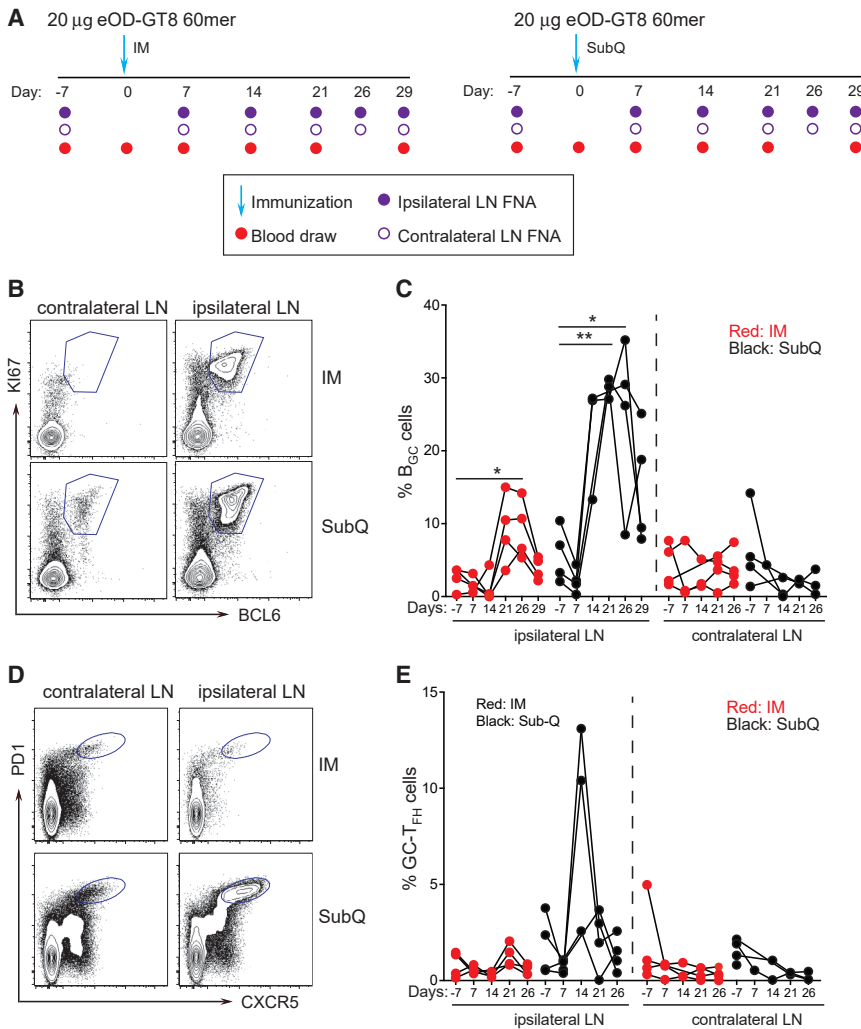 A
20 µg eOD-GT8 60mer
IM
Day: -7 0 7 14 21 26 29
20 µg eOD-GT8 60mer
SubQ
Day: -7 0 7 14 21 26 29
Immunization
Ipsilateral LN FNA
Blood draw
Contralateral LN FNA
B
contralateral LN ipsilateral LN
KI67
IM
SubQ
BCL6
C
40
30
20
10
0
% BGC cells
*
**
*
Red: IM
Black: SubQ
Days: -7 7 14 21 26 29 -7 7 14 21 26 29 -7 7 14 21 26 -7 7 14 21 26
ipsilateral LN contralateral LN
D
contralateral LN ipsilateral LN
PD1
IM
SubQ
CXCR5
E
15
10
5
0
% GC-TFH cells
Red: IM
Black: Sub-Q
Red: IM
Black: SubQ
Days: -7 7 14 21 26 -7 7 14 21 26 -7 7 14 21 26 -7 7 14 21 26
ipsilateral LN contralateral LN